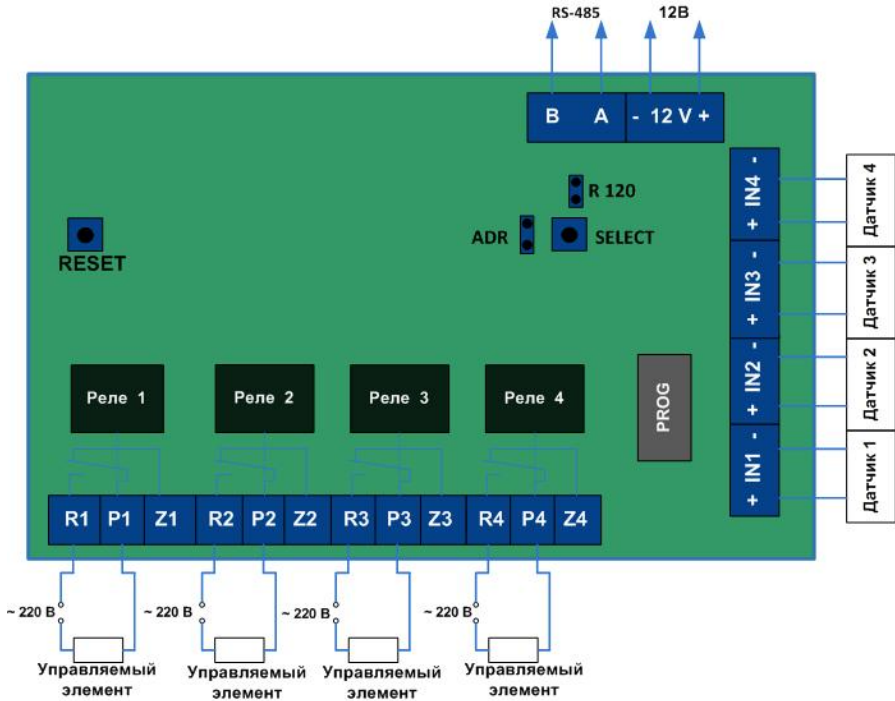 RS-485
12В
B A - 12 V +
R 120
ADR
SELECT
RESET
- IN4 +
- IN3 +
- IN2 +
- IN1 +
Датчик 4
Датчик 3
Датчик 2
Датчик 1
Реле 1
Реле 2
Реле 3
Реле 4
PROG
R1 P1 Z1 R2 P2 Z2 R3 P3 Z3 R4 P4 Z4
~ 220 В
~ 220 В
~ 220 В
~ 220 В
Управляемый
элемент
Управляемый
элемент
Управляемый
элемент
Управляемый
элемент